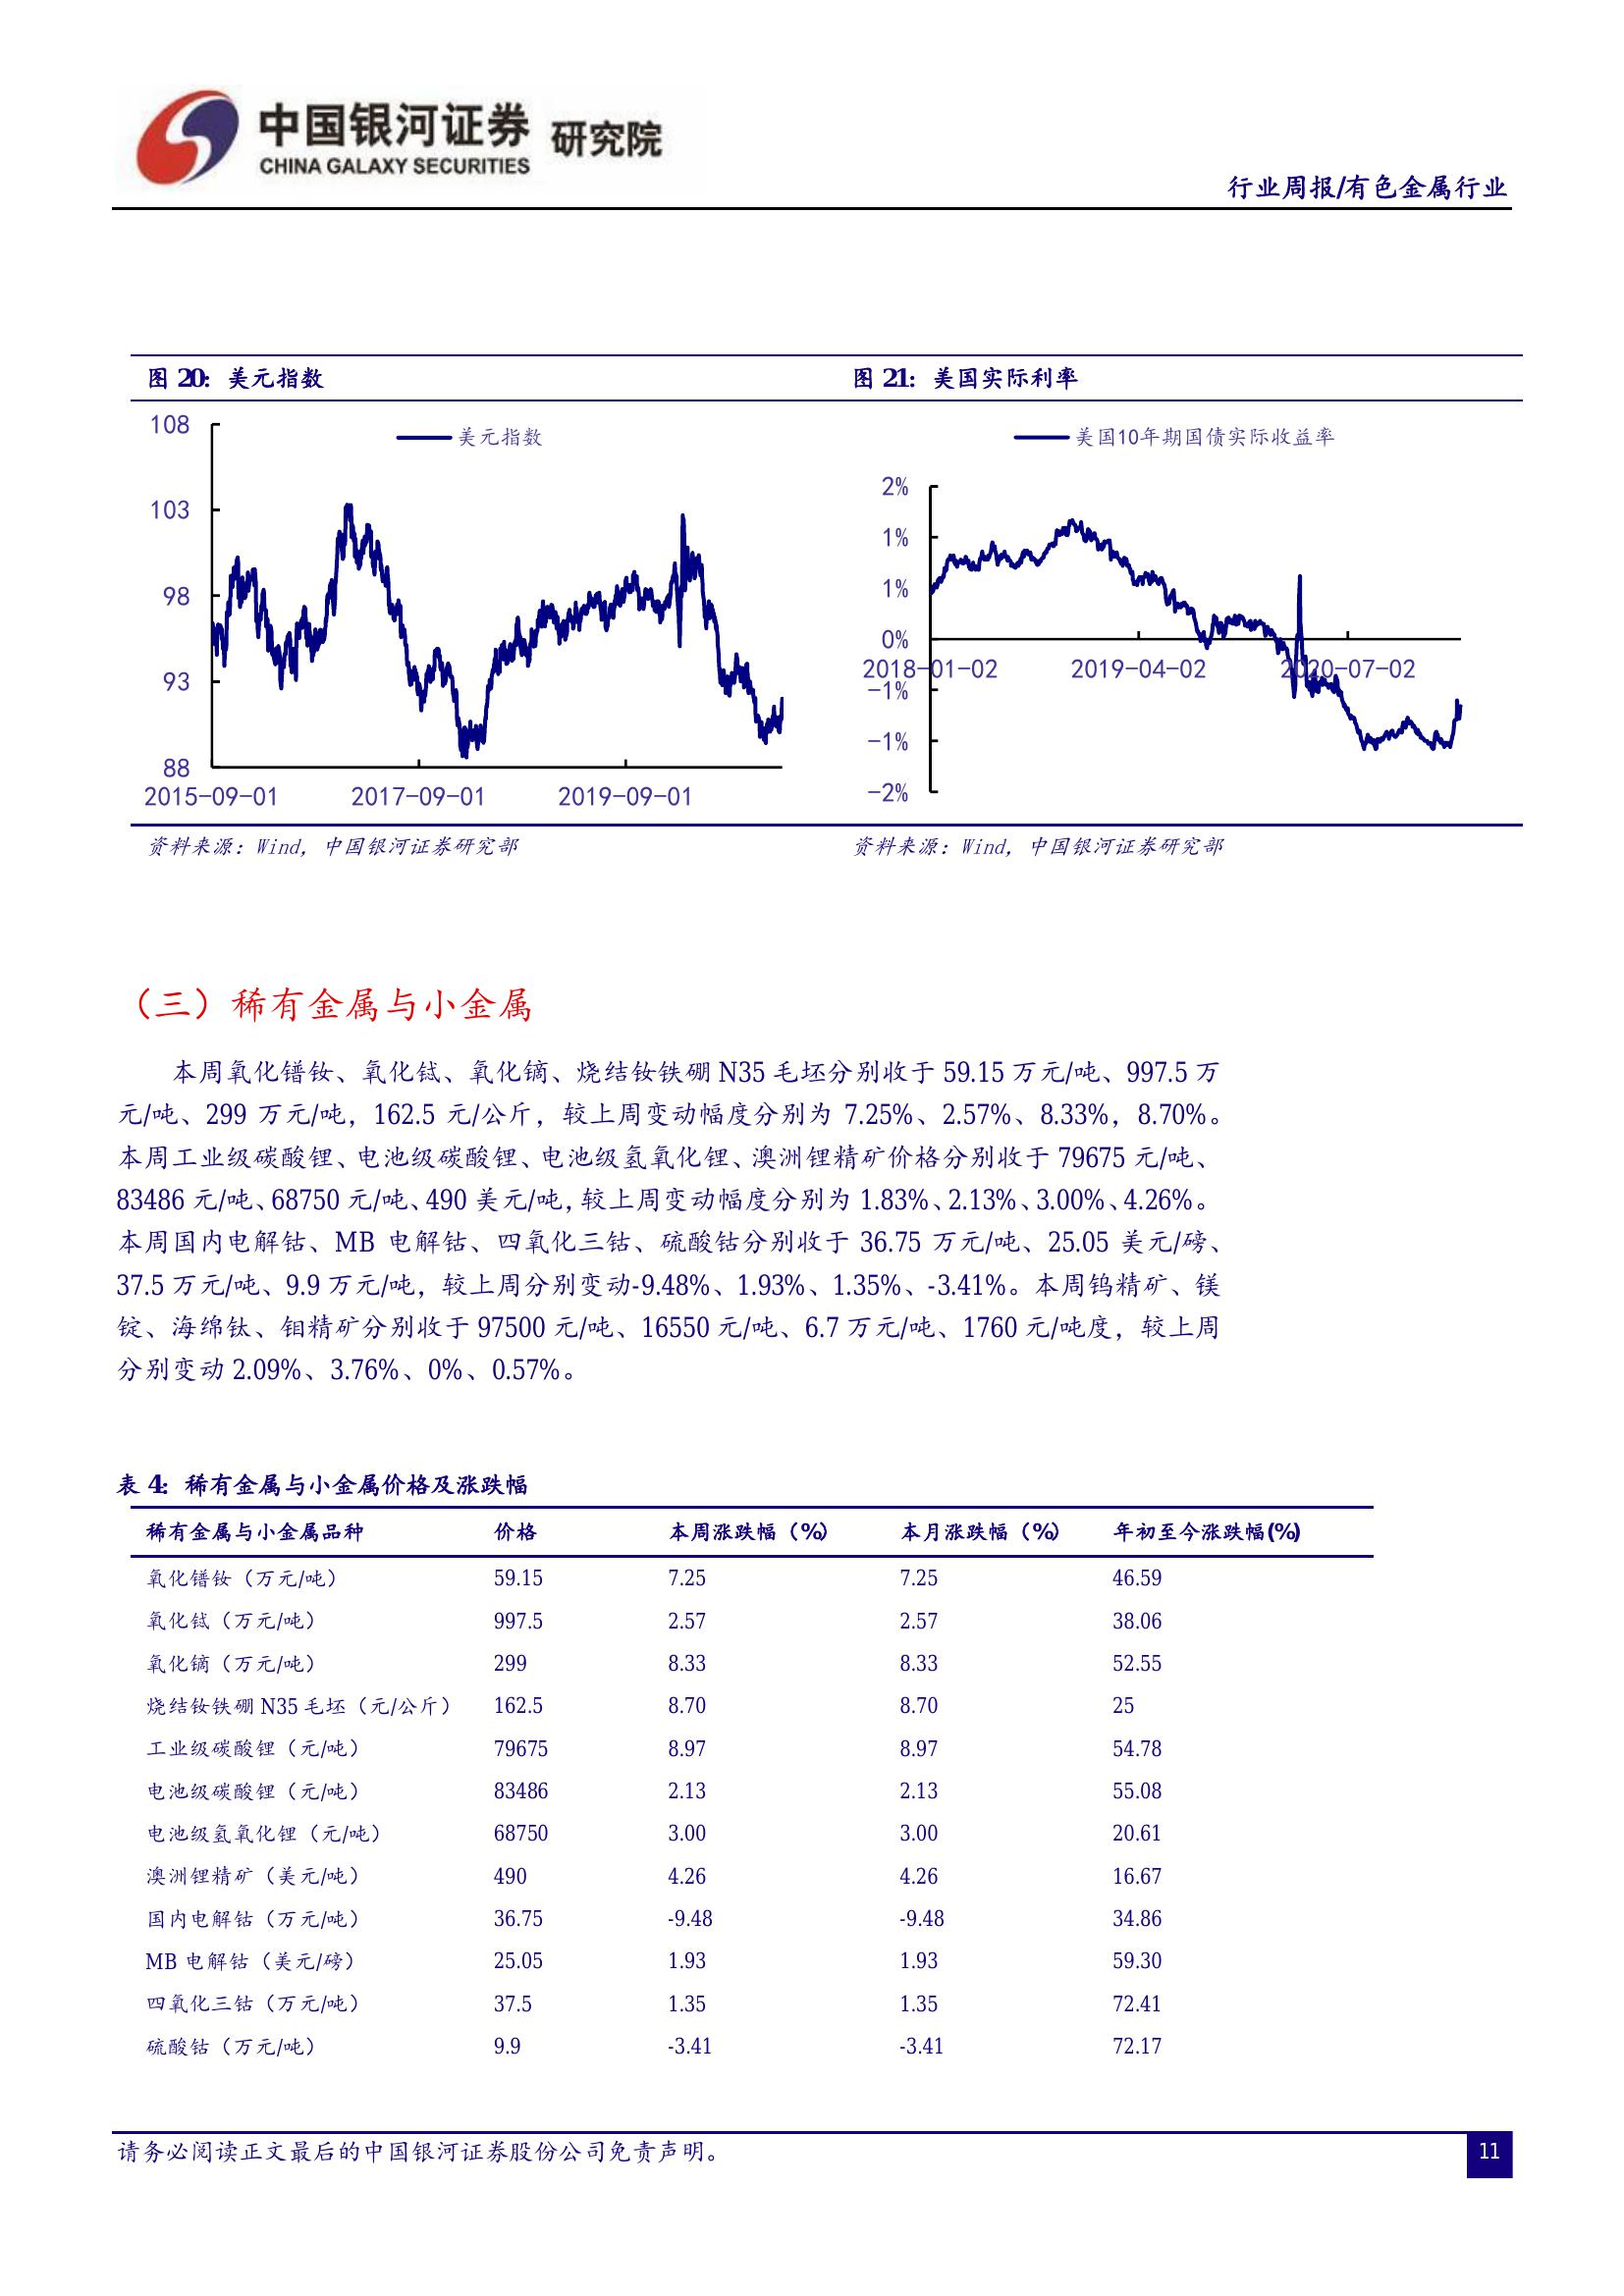 中国银河证券 研究院
CHINA GALAXY SECURITIES
行业周报/有色金属行业
图 20: 美元指数
图 21: 美国实际利率
美元指数
108
103
98
93
88
2015-09-01 2017-09-01 2019-09-01
美国10年期国债实际收益率
2%
1%
1%
0%
2018-01-02 2019-04-02 2020-07-02
-1%
-1%
-2%
资料来源：Wind，中国银河证券研究部
资料来源：Wind，中国银河证券研究部
（三）稀有金属与小金属
本周氧化镨钕、氧化铽、氧化镝、烧结钕铁硼 N35 毛坯分别收于 59.15 万元/吨、997.5 万
元/吨、299 万元/吨，162.5 元/公斤，较上周变动幅度分别为 7.25%、2.57%、8.33%，8.70%。
本周工业级碳酸锂、电池级碳酸锂、电池级氢氧化锂、澳洲锂精矿价格分别收于 79675 元/吨、
83486 元/吨、68750 元/吨、490 美元/吨，较上周变动幅度分别为 1.83%、2.13%、3.00%、4.26%。
本周国内电解钴、MB 电解钴、四氧化三钴、硫酸钴分别收于 36.75 万元/吨、25.05 美元/磅、
37.5 万元/吨、9.9 万元/吨，较上周分别变动-9.48%、1.93%、1.35%、-3.41%。本周钨精矿、镁
锭、海绵钛、钼精矿分别收于 97500 元/吨、16550 元/吨、6.7 万元/吨、1760 元/吨度，较上周
分别变动 2.09%、3.76%、0%、0.57%。
表 4: 稀有金属与小金属价格及涨跌幅
稀有金属与小金属品种 价格 本周涨跌幅（%） 本月涨跌幅（%） 年初至今涨跌幅(%)
氧化镨钕（万元/吨） 59.15 7.25 7.25 46.59
氧化铽（万元/吨） 997.5 2.57 2.57 38.06
氧化镝（万元/吨） 299 8.33 8.33 52.55
烧结钕铁硼 N35 毛坯（元/公斤） 162.5 8.70 8.70 25
工业级碳酸锂（元/吨） 79675 8.97 8.97 54.78
电池级碳酸锂（元/吨） 83486 2.13 2.13 55.08
电池级氢氧化锂（元/吨） 68750 3.00 3.00 20.61
澳洲锂精矿（美元/吨） 490 4.26 4.26 16.67
国内电解钴（万元/吨） 36.75 -9.48 -9.48 34.86
MB 电解钴（美元/磅） 25.05 1.93 1.93 59.30
四氧化三钴（万元/吨） 37.5 1.35 1.35 72.41
硫酸钴（万元/吨） 9.9 -3.41 -3.41 72.17
请务必阅读正文最后的中国银河证券股份公司免责声明。
11